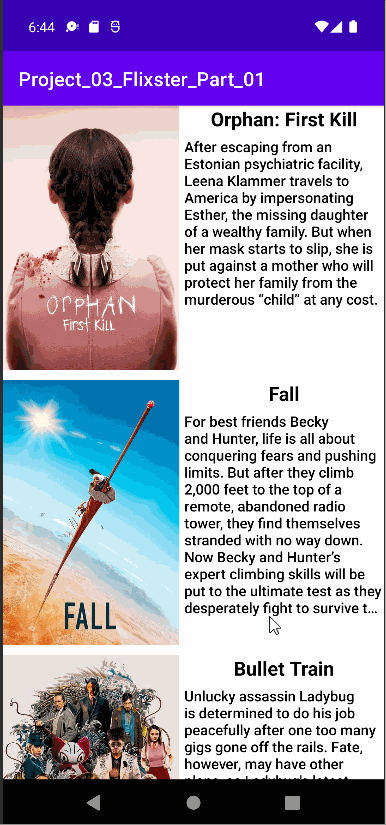 6:44
Project_03_Flixster_Part_01
Orphan: First Kill
After escaping from an
Estonian psychiatric facility,
Leena Klammer travels to
America by impersonating
Esther, the missing daughter
of a wealthy family. But when
her mask starts to slip, she is
put against a mother who will
protect her family from the
murderous “child” at any cost.
ORPHAN
First Kill
Fall
For best friends Becky
and Hunter, life is all about
conquering fears and pushing
limits. But after they climb
2,000 feet to the top of a
remote, abandoned radio
tower, they find themselves
stranded with no way down.
Now Becky and Hunter’s
expert climbing skills will be
put to the ultimate test as they
desperately fight to survive t…
FALL
Bullet Train
Unlucky assassin Ladybug
is determined to do his job
peacefully after one too many
gigs gone off the rails. Fate,
however, may have other
plans, as Ladybug's latest